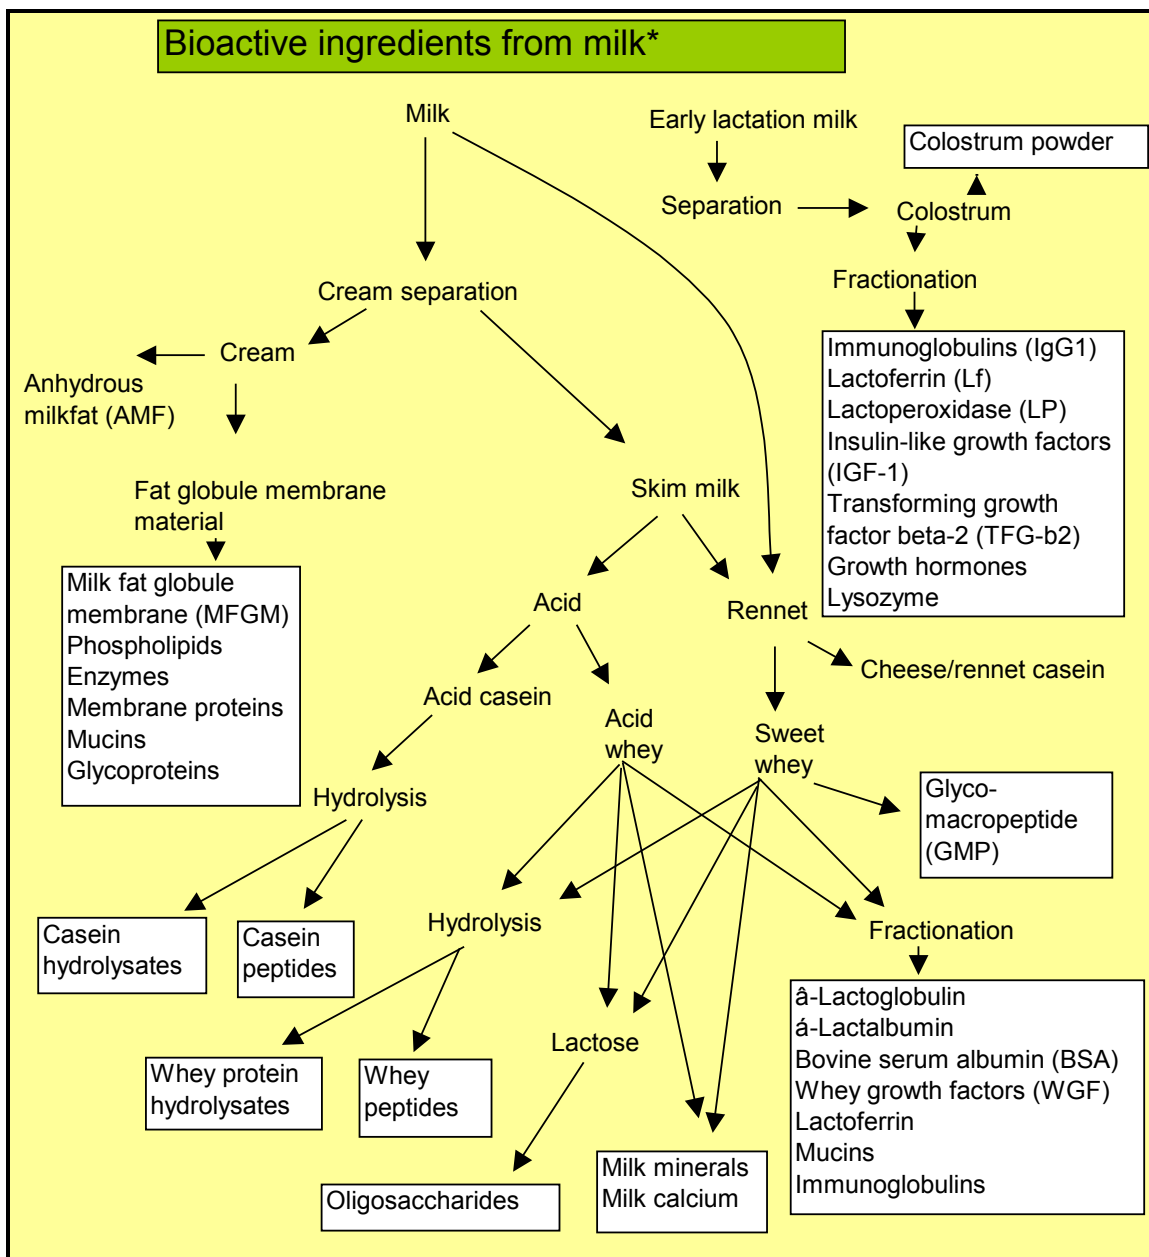 Bioactive ingredients from milk*
Milk
Early lactation milk
Colostrum powder
Separation
Colostrum
Fractionation
Cream separation
Immunoglobulins (IgG1)
Lactoferrin (Lf)
Lactoperoxidase (LP)
Insulin-like growth factors
(IGF-1)
Transforming growth
factor beta-2 (TFG-b2)
Growth hormones
Lysozyme
Cream
Anhydrous
milkfat (AMF)
Fat globule membrane
material
Skim milk
Milk fat globule
membrane (MFGM)
Phospholipids
Enzymes
Membrane proteins
Mucins
Glycoproteins
Acid
Rennet
Cheese/rennet casein
Acid casein
Acid
whey
Sweet
whey
Glyco-
macropeptide
(GMP)
Hydrolysis
Casein
hydrolysates
Casein
peptides
Hydrolysis
Fractionation
â-Lactoglobulin
á-Lactalbumin
Bovine serum albumin (BSA)
Whey growth factors (WGF)
Lactoferrin
Mucins
Immunoglobulins
Lactose
Whey protein
hydrolysates
Whey
peptides
Milk minerals
Milk calcium
Oligosaccharides